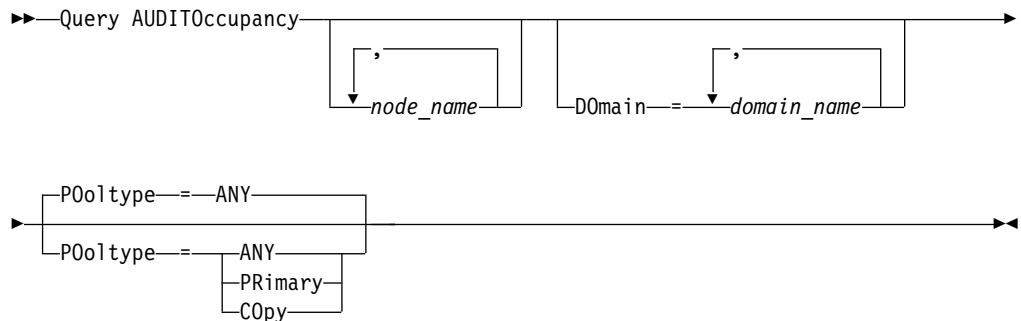 Query AUDITOccupancy
, ,
node_name DOmain = domain_name
POoltype = ANY
POoltype = ANY
PRimary
COpy